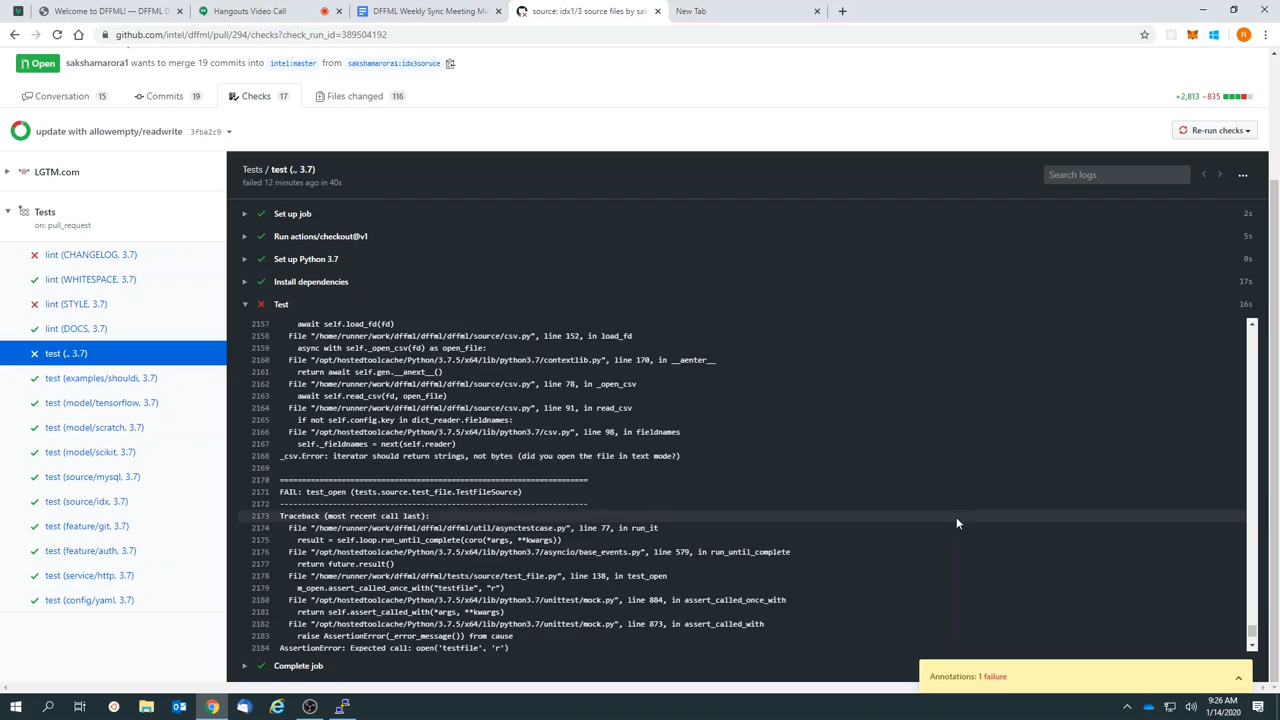 Welcome to DFFML! — DFFML 0
Hangouts Video Call
DFFML Weekly Sync Meeting Min
source: idx1/3 source files by sak
New Tab
github.com/intel/dffml/pull/294/checks?check_run_id=389504192
R
Open
sakshamarora1 wants to merge 19 commits into intel:master from sakshamarora1:idx3soruce
Conversation 15
Commits 19
Checks 17
Files changed 116
+2,813 −835
update with allowempty/readwrite 3fba2c9
Re-run checks
LGTM.com
Tests
on: pull_request
lint (CHANGELOG, 3.7)
lint (WHITESPACE, 3.7)
lint (STYLE, 3.7)
lint (DOCS, 3.7)
test (., 3.7)
test (examples/shouldi, 3.7)
test (model/tensorflow, 3.7)
test (model/scratch, 3.7)
test (model/scikit, 3.7)
test (source/mysql, 3.7)
test (source/idx, 3.7)
test (feature/git, 3.7)
test (feature/auth, 3.7)
test (service/http, 3.7)
test (config/yaml, 3.7)
Tests / test (., 3.7)
failed 12 minutes ago in 40s
Search logs
Set up job 2s
Run actions/checkout@v1 5s
Set up Python 3.7 0s
Install dependencies 17s
Test 16s
2157 await self.load_fd(fd)
2158 File "/home/runner/work/dffml/dffml/dffml/source/csv.py", line 152, in load_fd
2159 async with self._open_csv(fd) as open_file:
2160 File "/opt/hostedtoolcache/Python/3.7.5/x64/lib/python3.7/contextlib.py", line 170, in __aenter__
2161 return await self.gen.__anext__()
2162 File "/home/runner/work/dffml/dffml/dffml/source/csv.py", line 78, in _open_csv
2163 await self.read_csv(fd, open_file)
2164 File "/home/runner/work/dffml/dffml/dffml/source/csv.py", line 91, in read_csv
2165 if not self.config.key in dict_reader.fieldnames:
2166 File "/opt/hostedtoolcache/Python/3.7.5/x64/lib/python3.7/csv.py", line 98, in fieldnames
2167 self._fieldnames = next(self.reader)
2168 _csv.Error: iterator should return strings, not bytes (did you open the file in text mode?)
2169
2170 ======================================================================
2171 FAIL: test_open (tests.source.test_file.TestFileSource)
2172 ----------------------------------------------------------------------
2173 Traceback (most recent call last):
2174 File "/home/runner/work/dffml/dffml/dffml/util/asynctestcase.py", line 77, in run_it
2175 result = self.loop.run_until_complete(coro(*args, **kwargs))
2176 File "/opt/hostedtoolcache/Python/3.7.5/x64/lib/python3.7/asyncio/base_events.py", line 579, in run_until_complete
2177 return future.result()
2178 File "/home/runner/work/dffml/dffml/tests/source/test_file.py", line 138, in test_open
2179 m_open.assert_called_once_with("testfile", "r")
2180 File "/opt/hostedtoolcache/Python/3.7.5/x64/lib/python3.7/unittest/mock.py", line 884, in assert_called_once_with
2181 return self.assert_called_with(*args, **kwargs)
2182 File "/opt/hostedtoolcache/Python/3.7.5/x64/lib/python3.7/unittest/mock.py", line 873, in assert_called_with
2183 raise AssertionError(_error_message()) from cause
2184 AssertionError: Expected call: open('testfile', 'r')
Complete job
Annotations: 1 failure
9:26 AM
1/14/2020